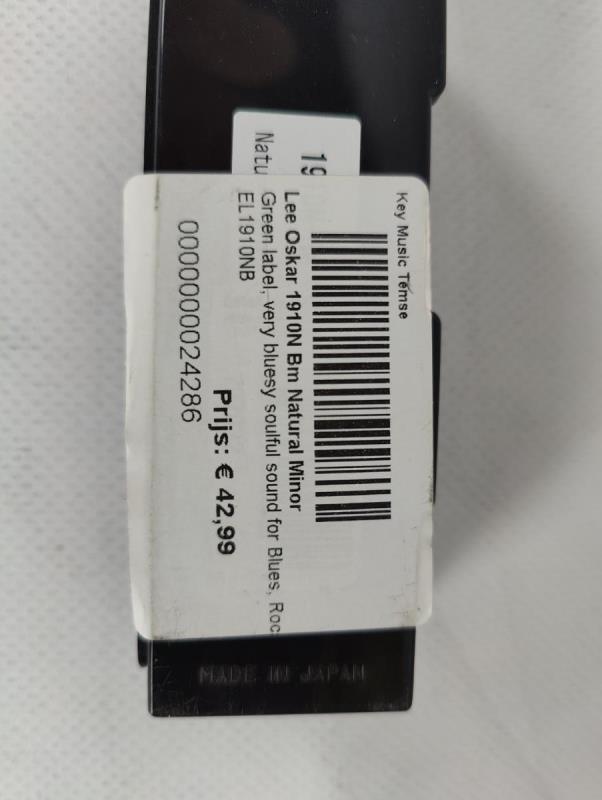 Key Music Temse
Lee Oskar 1910N Bm Natural Minor
Green label, very bluesy soulful sound for Blues, Roc
EL1910NB
Prijs: € 42,99
0000000024286
19
Natu
MADE IN JAPAN